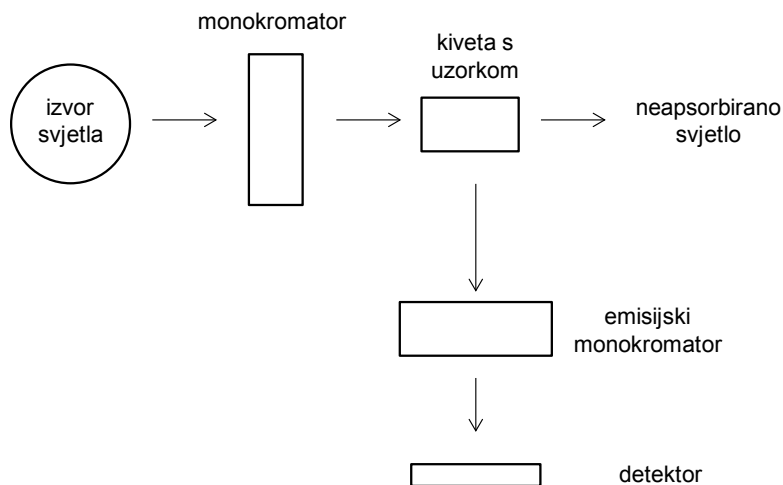 monokromator
kiveta s
uzorkom
izvor
svjetla
neapsorbirano
svjetlo
emisijski
monokromator
detektor